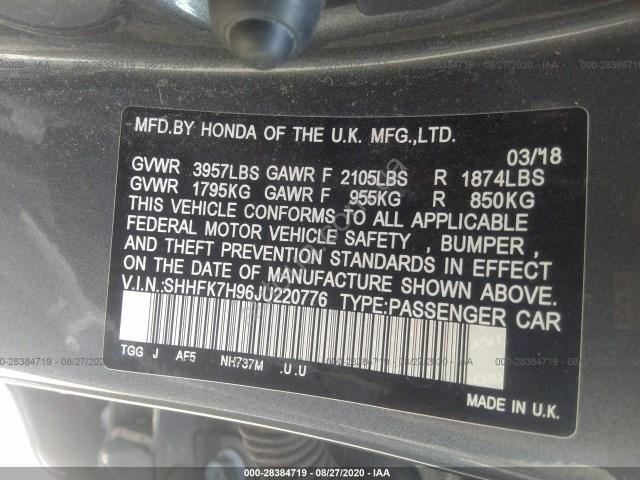 000-28384719 - 08/27/2020 - IAA
MFD.BY HONDA OF THE U.K. MFG.,LTD.
03/18
GVWR 3957LBS GAWR F 2105LBS R 1874LBS
GVWR 1795KG GAWR F 955KG R 850KG
THIS VEHICLE CONFORMS TO ALL APPLICABLE
FEDERAL MOTOR VEHICLE SAFETY , BUMPER ,
AND THEFT PREVENTION STANDARDS IN EFFECT
ON THE DATE OF MANUFACTURE SHOWN ABOVE.
V.I.N.:SHHFK7H96JU220776 TYPE:PASSENGER CAR
TGG J AF5 NH737M .U.U
MADE IN U.K.
000-28384719 - 08/27/2020 - IAA